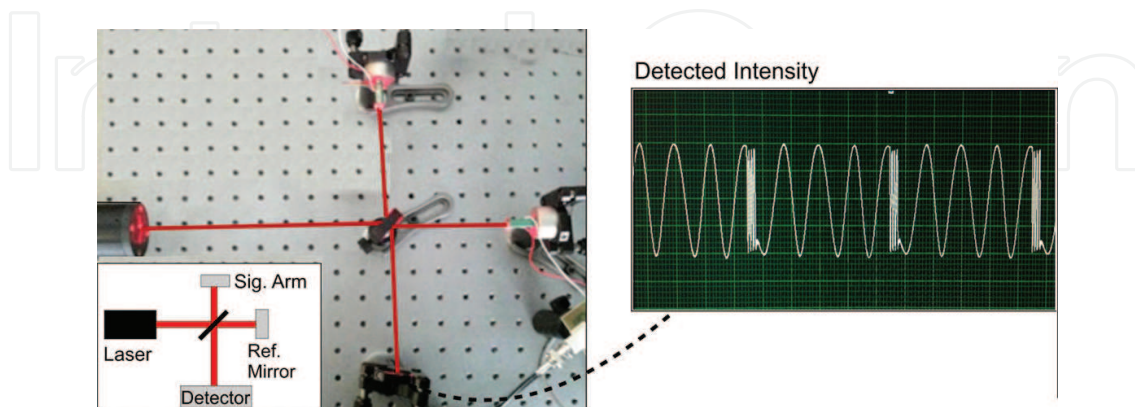 Detected Intensity
Sig. Arm
Laser
Ref.
Mirror
Detector